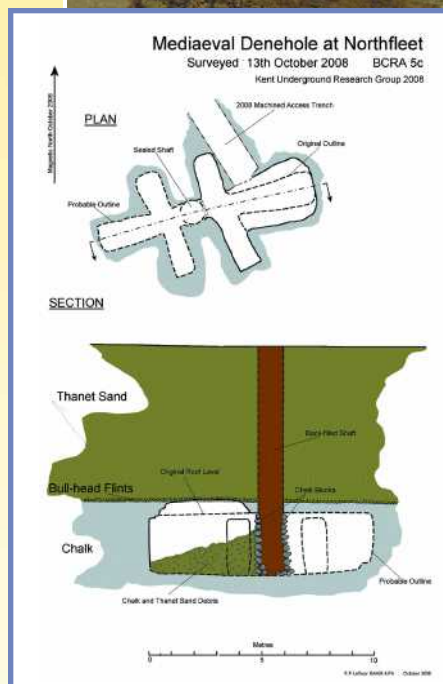 Mediaeval Denehole at Northfleet
Surveyed 13th October 2008 BCRA 5c
Kent Underground Research Group 2008
Magnetic North October 2008
PLAN
2008 Machined Access Trench
Sealed Shaft
Original Outline
Probable Outline
SECTION
Thanet Sand
Back-filled Shaft
Original Roof Level
Chalk Blocks
Bull-head Flints
Chalk
Probable Outline
Chalk and Thanet Sand Debris
Metres
0 5 10
October 2008